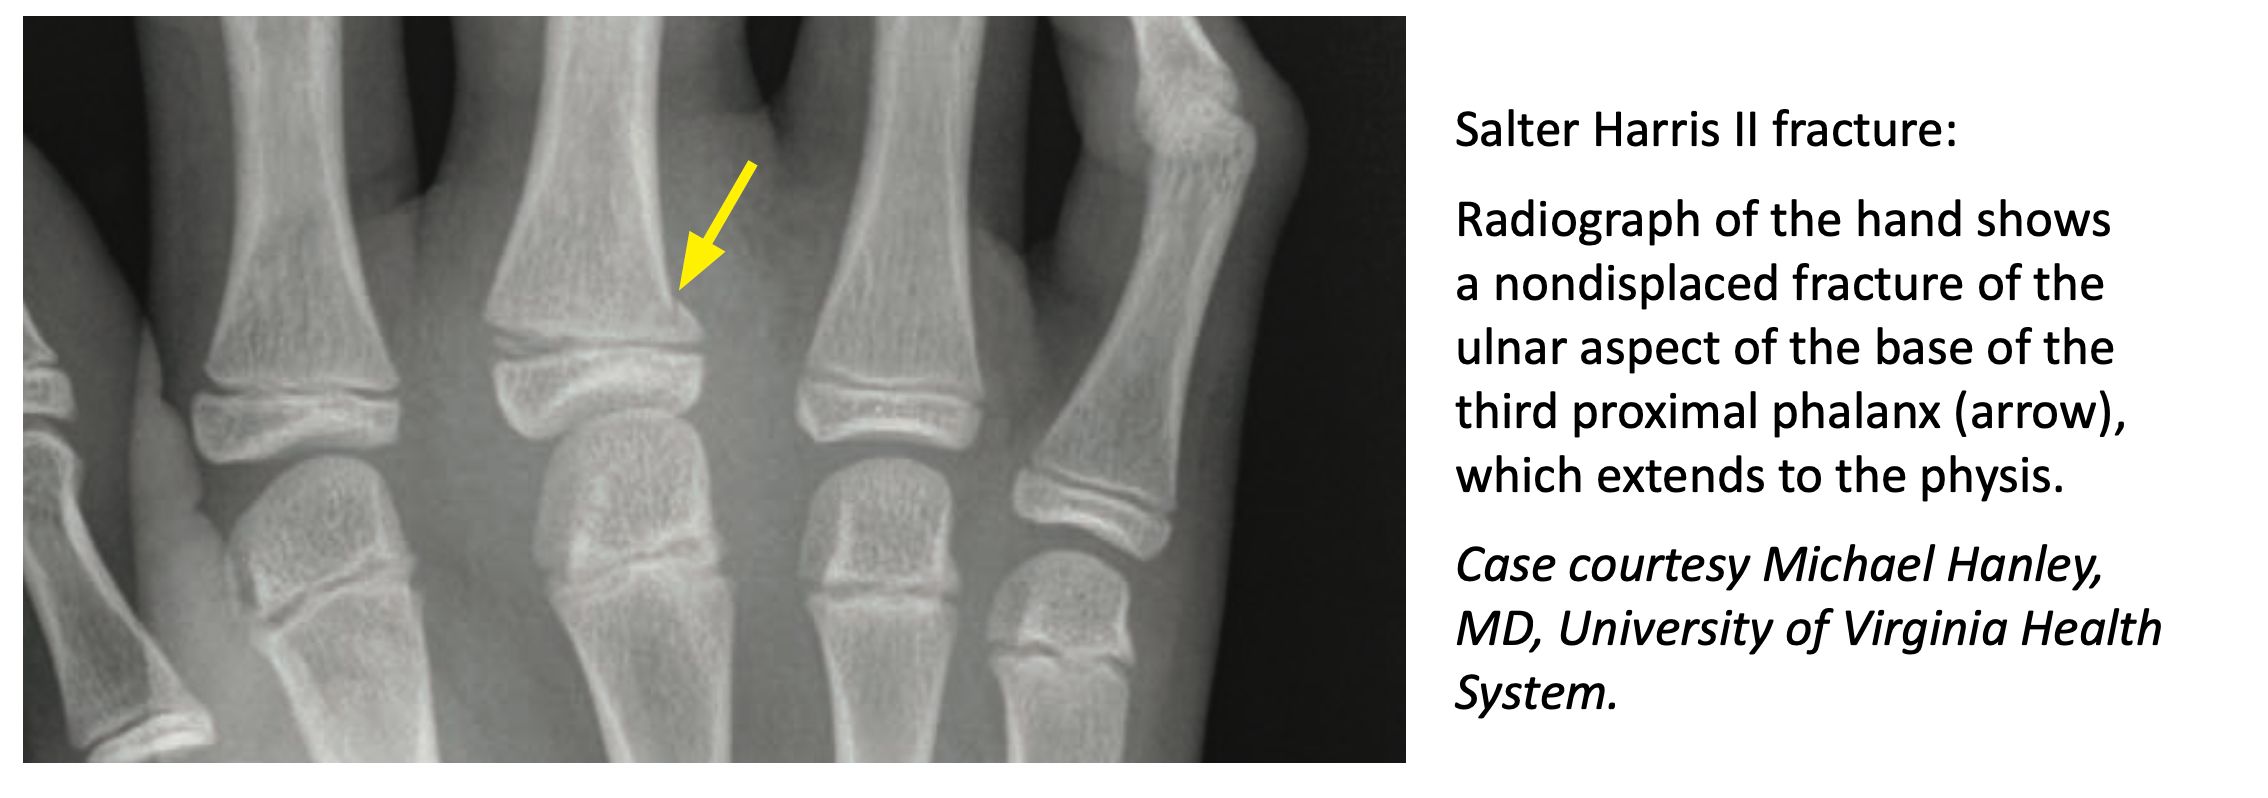 Salter Harris II fracture:
Radiograph of the hand shows
a nondisplaced fracture of the
ulnar aspect of the base of the
third proximal phalanx (arrow),
which extends to the physis.
Case courtesy Michael Hanley,
MD, University of Virginia Health
System.